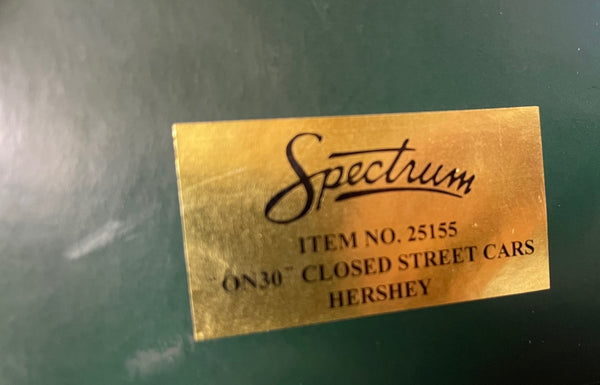 Spectrum
ITEM NO. 25155
"ON30" CLOSED STREET CARS
HERSHEY